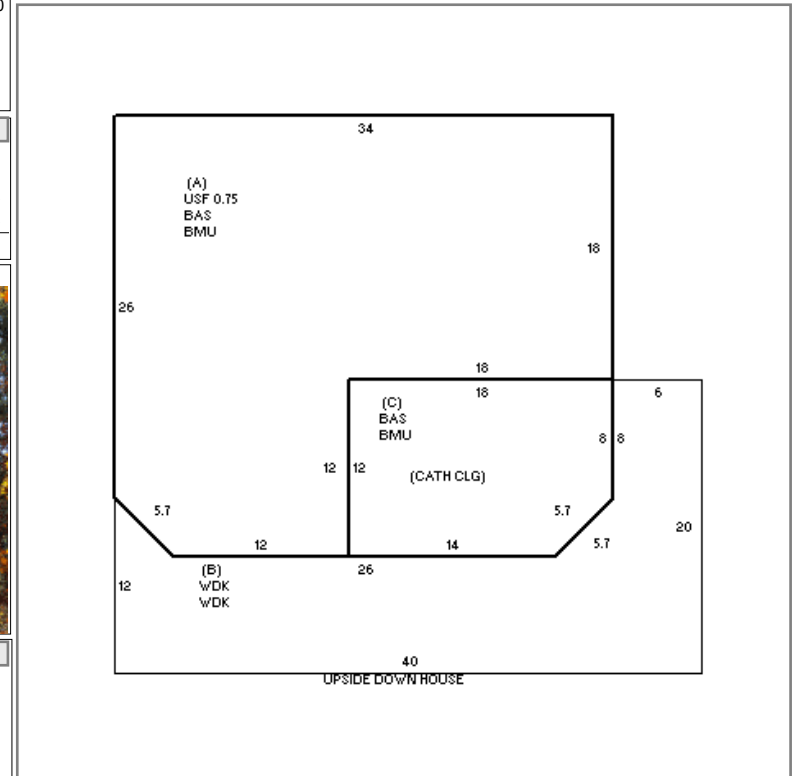 34
(A)
USF 0.75
BAS
BMU
18
26
18
18
6
(C)
BAS
BMU
8 8
12 12
(CATH CLG)
5.7
5.7
20
12
14
5.7
(B)
26
WDK
12
WDK
40
UPSIDE DOWN HOUSE